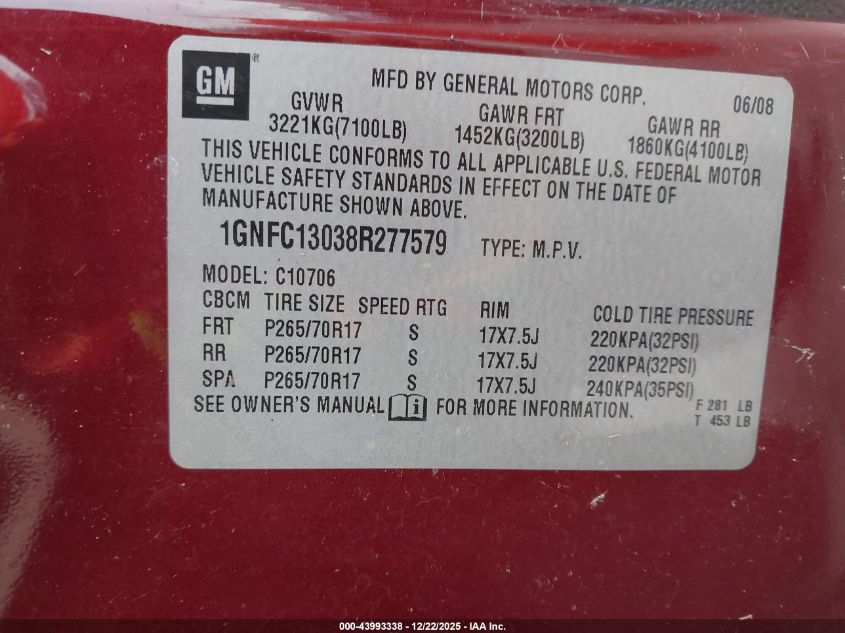 GM ®
MFD BY GENERAL MOTORS CORP. 06/08
GVWR GAWR FRT GAWR RR
3221KG(7100LB) 1452KG(3200LB) 1860KG(4100LB)
THIS VEHICLE CONFORMS TO ALL APPLICABLE U.S. FEDERAL MOTOR
VEHICLE SAFETY STANDARDS IN EFFECT ON THE DATE OF
MANUFACTURE SHOWN ABOVE.
1GNFC13038R277579 TYPE: M.P.V.
MODEL: C10706
CBCM TIRE SIZE SPEED RTG RIM COLD TIRE PRESSURE
FRT P265/70R17 S 17X7.5J 220KPA(32PSI)
RR P265/70R17 S 17X7.5J 220KPA(32PSI)
SPA P265/70R17 S 17X7.5J 240KPA(35PSI)
SEE OWNER'S MANUAL i FOR MORE INFORMATION. F 281 LB
T 453 LB
000-43993338 - 12/22/2025 - IAA Inc.